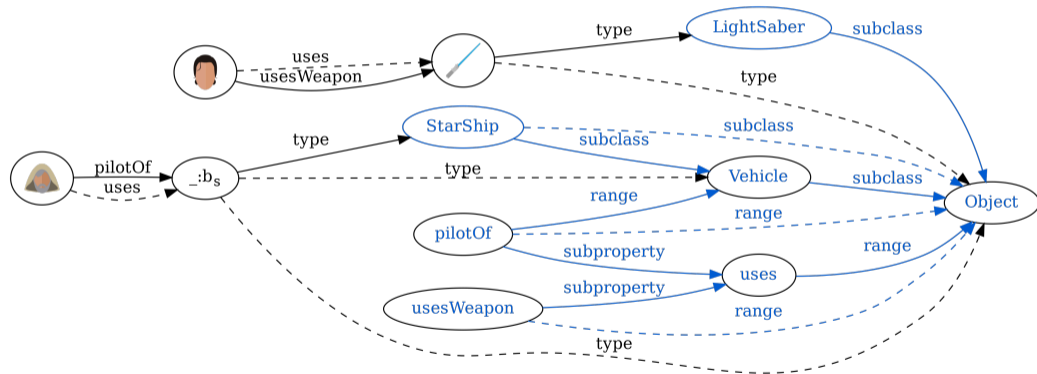 LightSaber
subclass
type
uses
usesWeapon
type
StarShip
subclass
type
subclass
pilotOf
uses
_:bs
type
Vehicle
subclass
Object
range
range
pilotOf
subproperty
range
uses
subproperty
usesWeapon
range
type